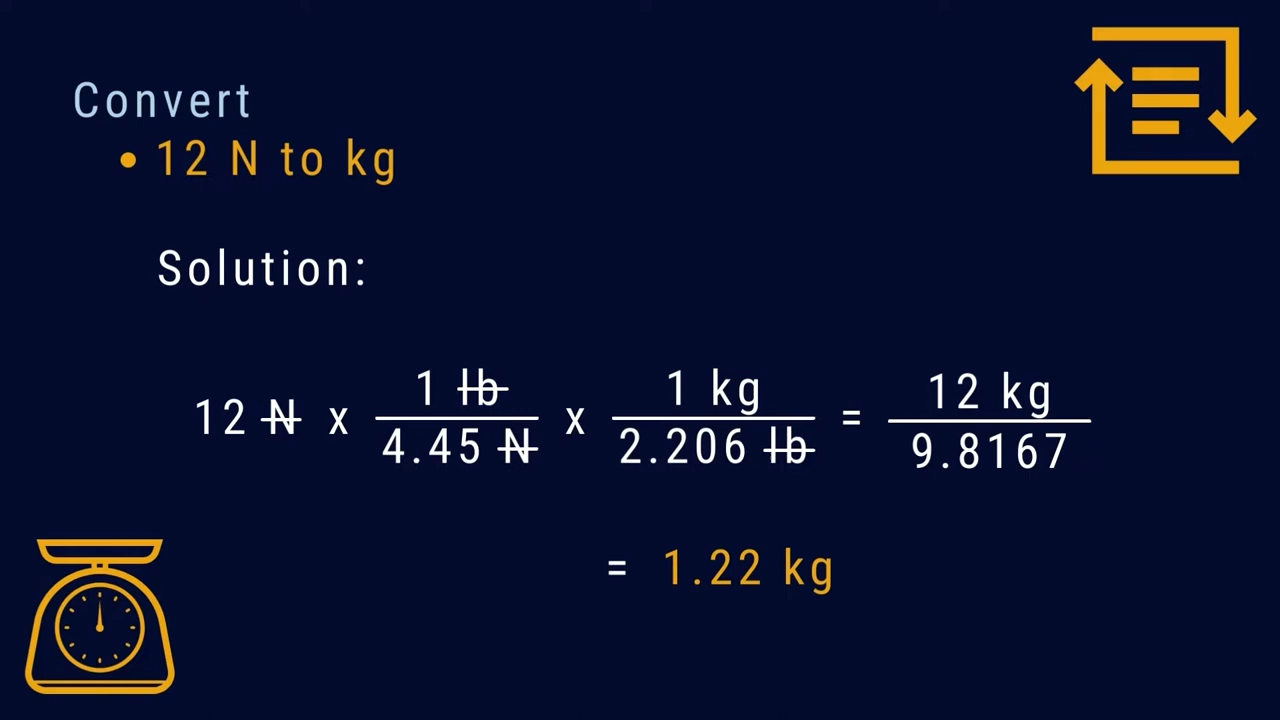 Convert
• 12 N to kg
Solution:
12 N x 1 lb / 4.45 N x 1 kg / 2.206 lb = 12 kg / 9.8167
= 1.22 kg